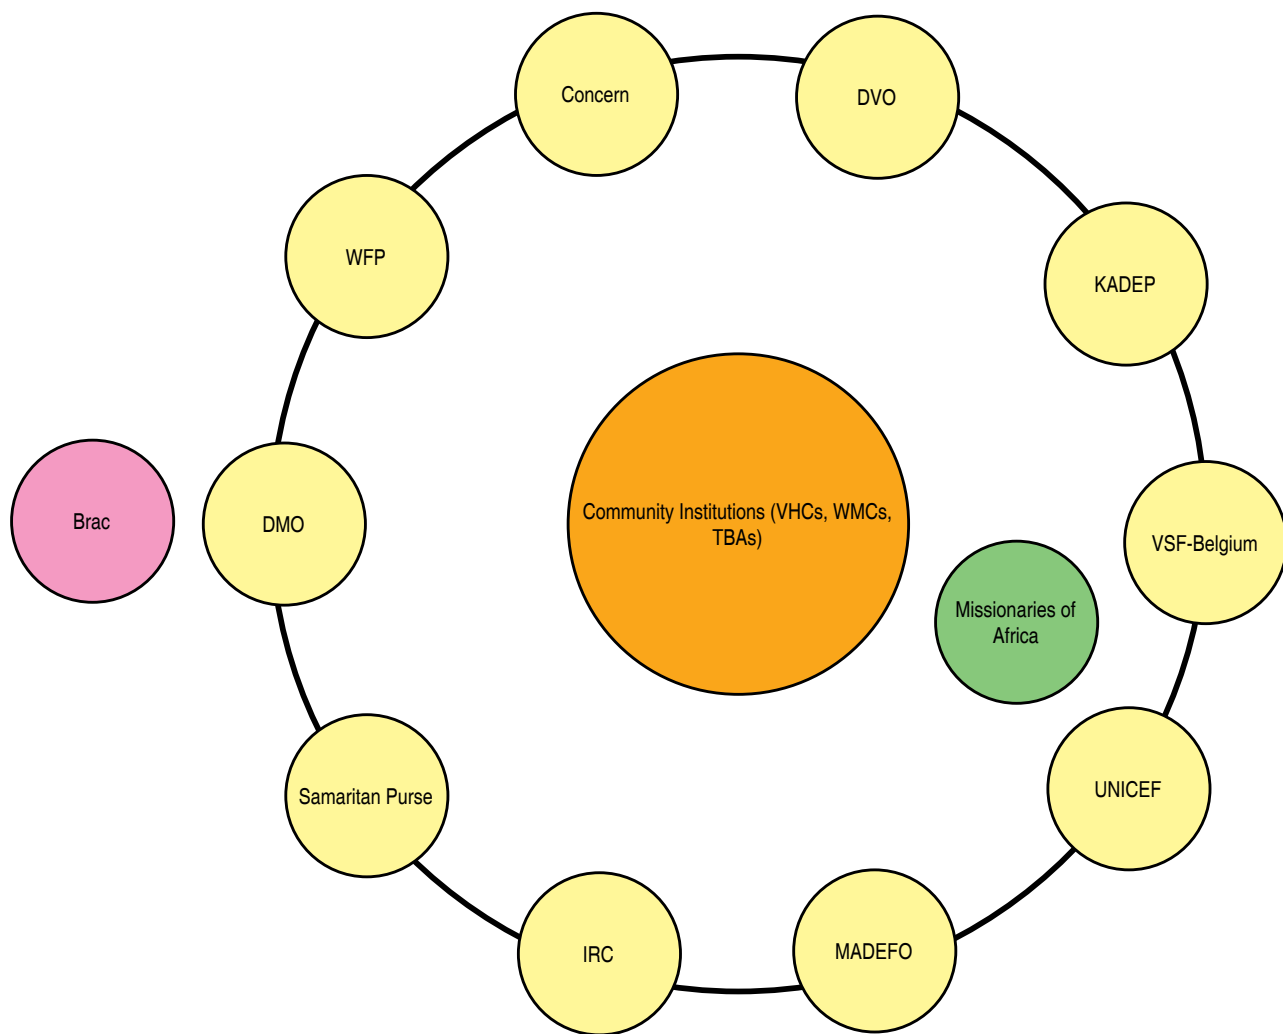 Concern
DVO
WFP
KADEP
Brac
DMO
Community Institutions (VHCs, WMCs,
TBAs)
VSF-Belgium
Missionaries of
Africa
Samaritan Purse
UNICEF
IRC
MADEFO